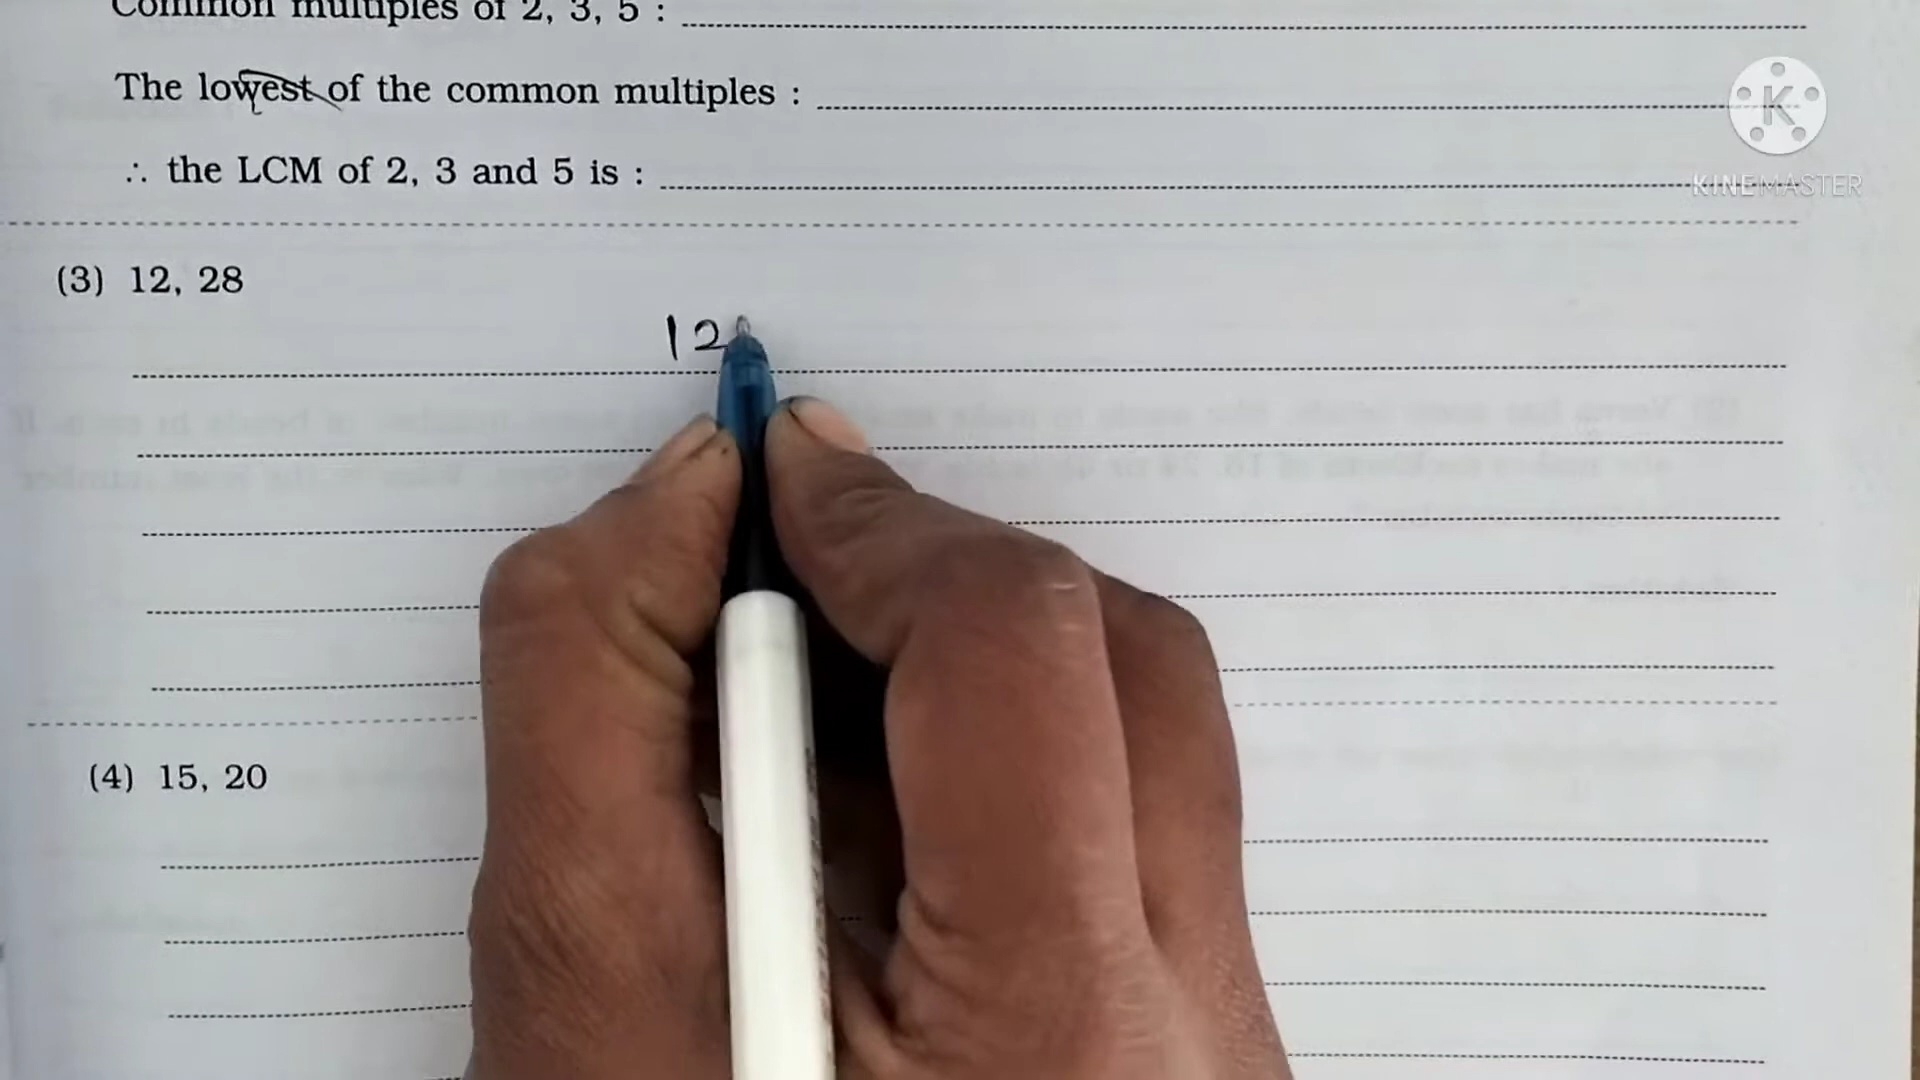 Common multiples of 2, 3, 5 :
The lowest of the common multiples :
∴ the LCM of 2, 3 and 5 is :
K
KINEMASTER
(3) 12, 28
12
(4) 15, 20